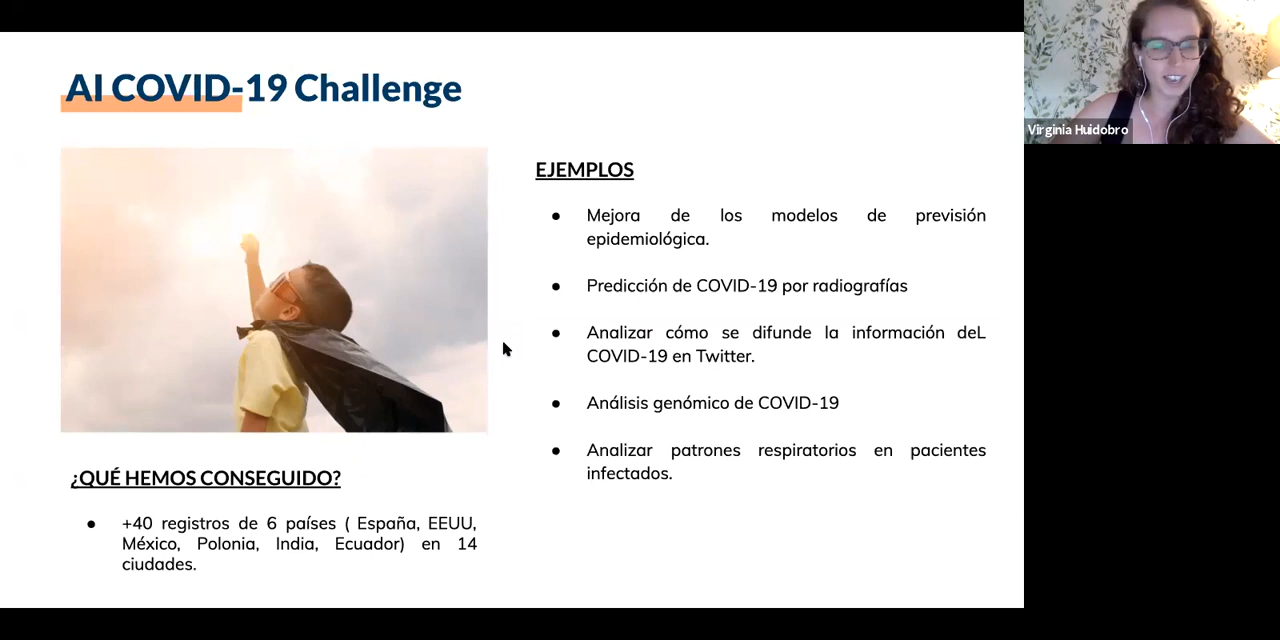 AI COVID-19 Challenge
¿QUÉ HEMOS CONSEGUIDO?
● +40 registros de 6 países ( España, EEUU,
México, Polonia, India, Ecuador) en 14
ciudades.
EJEMPLOS
● Mejora de los modelos de previsión
epidemiológica.
● Predicción de COVID-19 por radiografías
● Analizar cómo se difunde la información deL
COVID-19 en Twitter.
● Análisis genómico de COVID-19
● Analizar patrones respiratorios en pacientes
infectados.
Virginia Huidobro